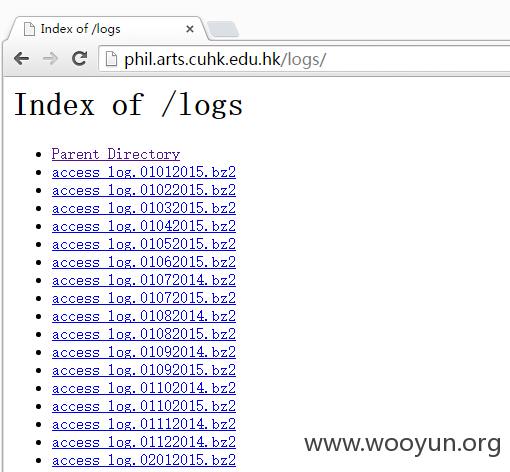 Index of /logs
phil.arts.cuhk.edu.hk/logs/
Index of /logs
Parent Directory
access_log.01012015.bz2
access_log.01022015.bz2
access_log.01032015.bz2
access_log.01042015.bz2
access_log.01052015.bz2
access_log.01062015.bz2
access_log.01072014.bz2
access_log.01072015.bz2
access_log.01082014.bz2
access_log.01082015.bz2
access_log.01092014.bz2
access_log.01092015.bz2
access_log.01102014.bz2
access_log.01102015.bz2
access_log.01112014.bz2
access_log.01122014.bz2
access_log.02012015.bz2
www.wooyun.org